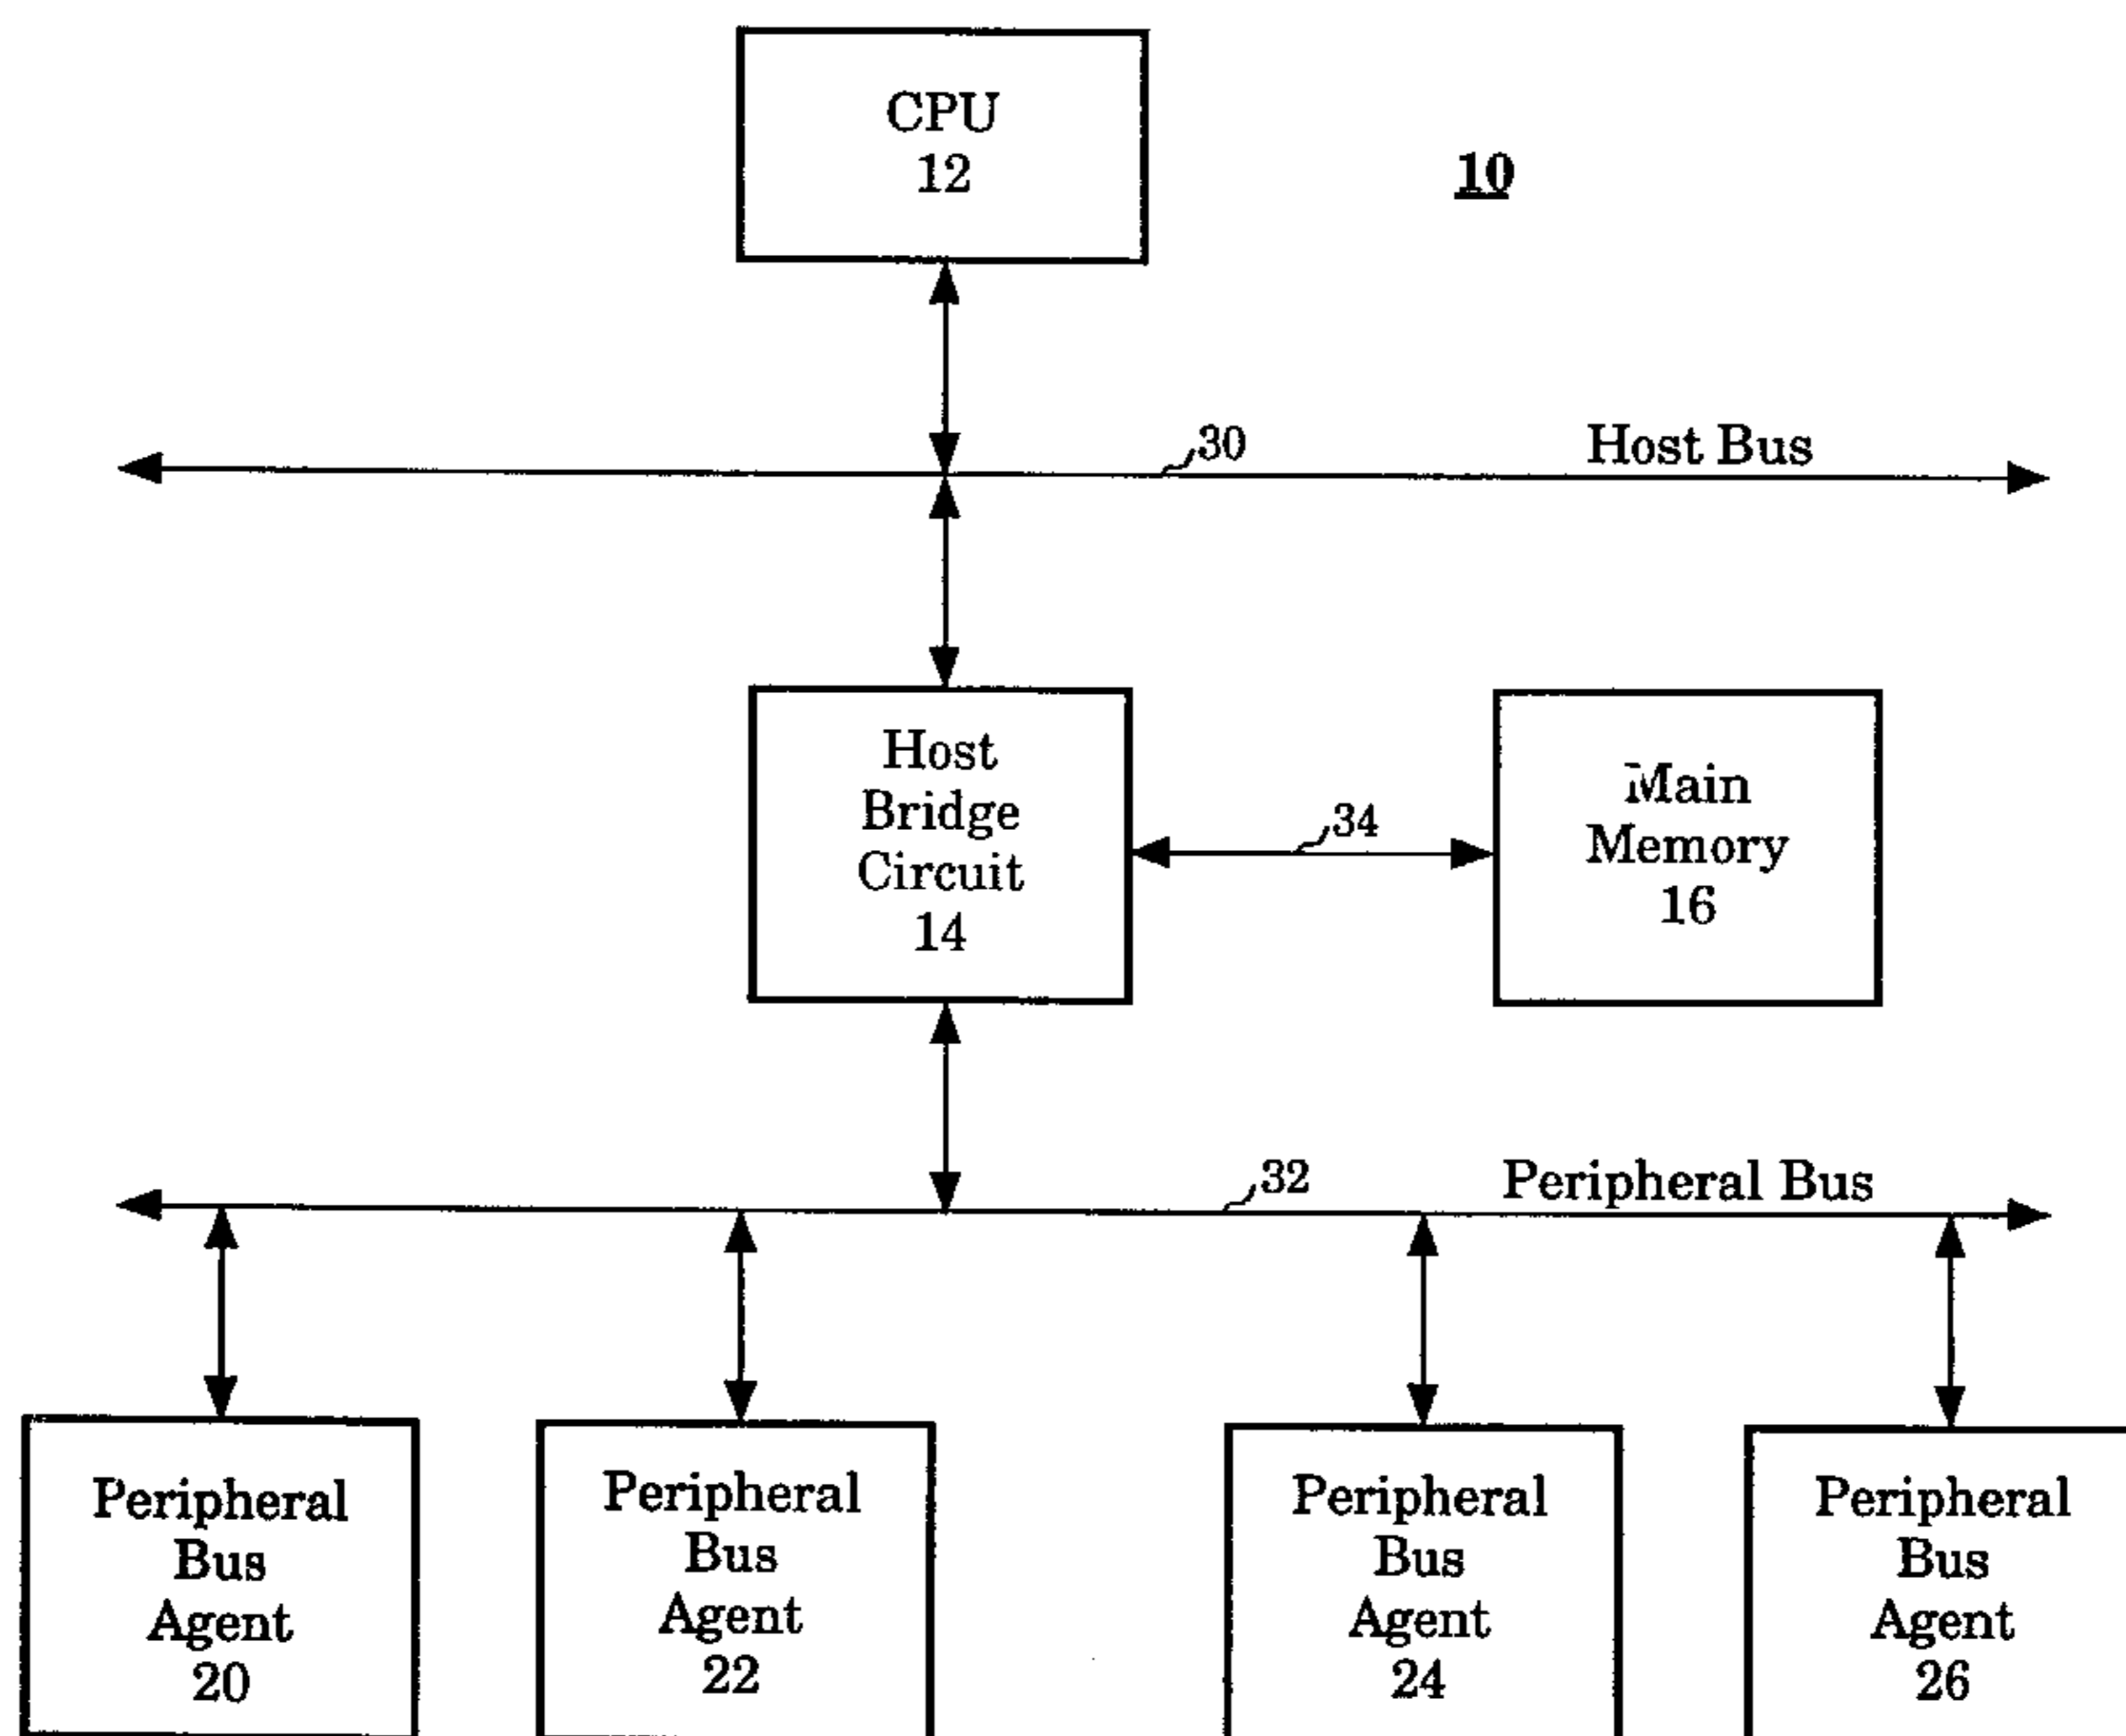 CPU
12
10
30
Host Bus
Host
Bridge
Circuit
14
34
Main
Memory
16
32
Peripheral Bus
Peripheral
Bus
Agent
20
Peripheral
Bus
Agent
22
Peripheral
Bus
Agent
24
Peripheral
Bus
Agent
26